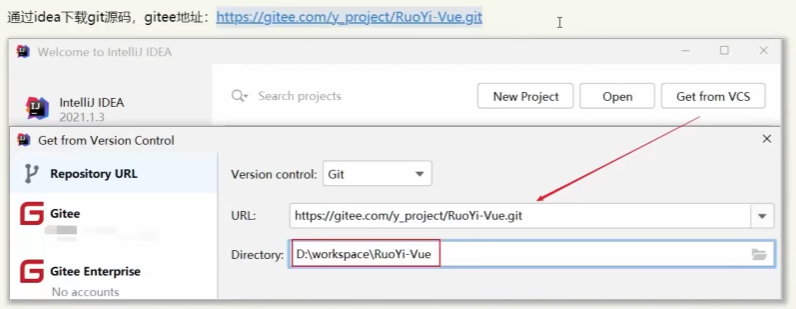 通过idea下载git源码，gitee地址：https://gitee.com/y_project/RuoYi-Vue.git
Welcome to IntelliJ IDEA
IntelliJ IDEA
2021.1.3
Search projects
New Project
Open
Get from VCS
Get from Version Control
Repository URL
Version control: Git
Gitee
URL: https://gitee.com/y_project/RuoYi-Vue.git
Directory: D:\workspace\RuoYi-Vue
Gitee Enterprise
No accounts